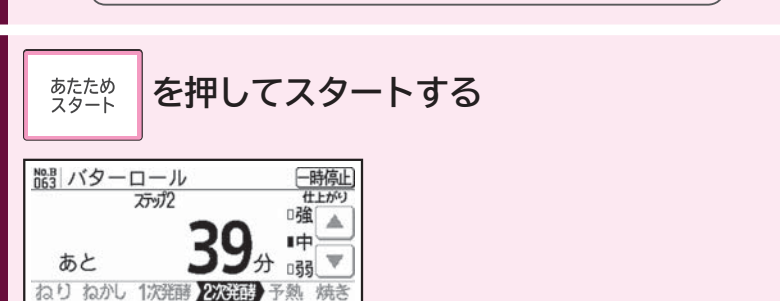 あたため
スタート
を押してスタートする
No.B
063 バターロール 一時停止
ステップ2 仕上がり
強
中
あと 39分 弱
ねり ねかし 1次発酵 2次発酵 予熱 焼き